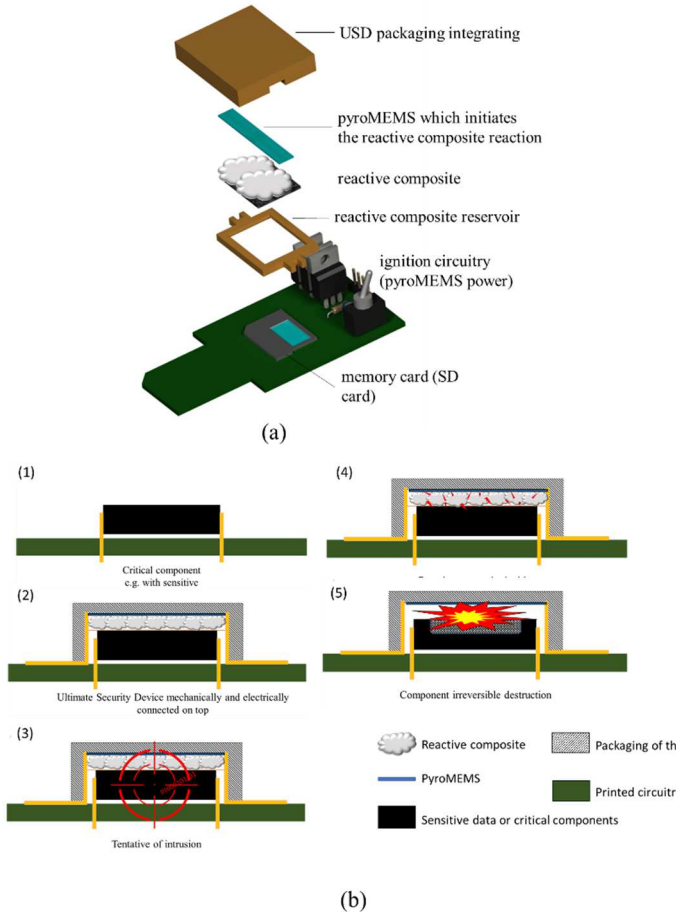 USD packaging integrating
pyroMEMS which initiates
the reactive composite reaction
reactive composite
reactive composite reservoir
ignition circuitry
(pyroMEMS power)
memory card (SD
card)
(a)
(1)
Critical component
e.g. with sensitive
(2)
Ultimate Security Device mechanically and electrically
connected on top
(3)
Tentative of intrusion
(4)
(5)
Component irreversible destruction
Reactive composite
Packaging of th
PyroMEMS
Printed circuitr
Sensitive data or critical components
(b)